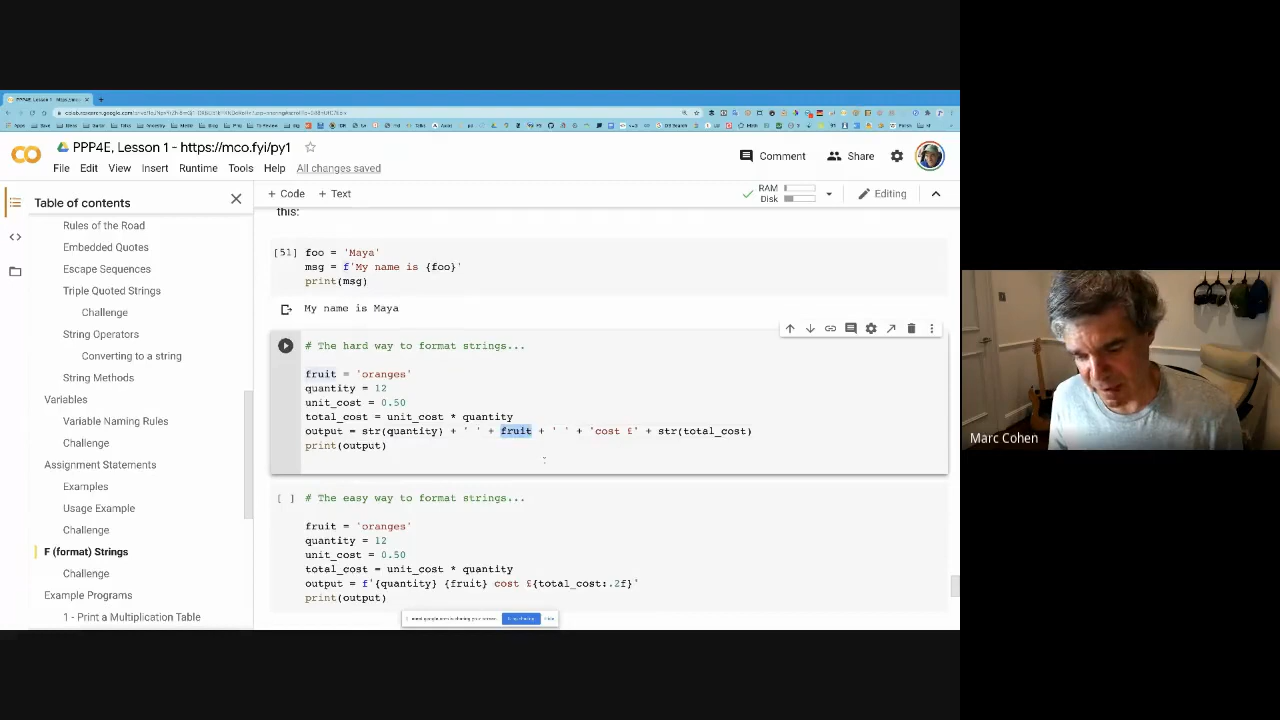 PPP4E, Lesson 1 - https://mco.fyi/py1
File Edit View Insert Runtime Tools Help All changes saved
Comment Share
+ Code + Text
RAM
Disk
Editing
Table of contents
Rules of the Road
Embedded Quotes
Escape Sequences
Triple Quoted Strings
Challenge
String Operators
Converting to a string
String Methods
Variables
Variable Naming Rules
Challenge
Assignment Statements
Examples
Usage Example
Challenge
F (format) Strings
Challenge
Example Programs
1 - Print a Multiplication Table
this:
[51] foo = 'Maya'
msg = f'My name is {foo}'
print(msg)
My name is Maya
# The hard way to format strings...
fruit = 'oranges'
quantity = 12
unit_cost = 0.50
total_cost = unit_cost * quantity
output = str(quantity) + ' ' + fruit + ' ' + 'cost £' + str(total_cost)
print(output)
[ ] # The easy way to format strings...
fruit = 'oranges'
quantity = 12
unit_cost = 0.50
total_cost = unit_cost * quantity
output = f'{quantity} {fruit} cost £{total_cost:.2f}'
print(output)
Marc Cohen